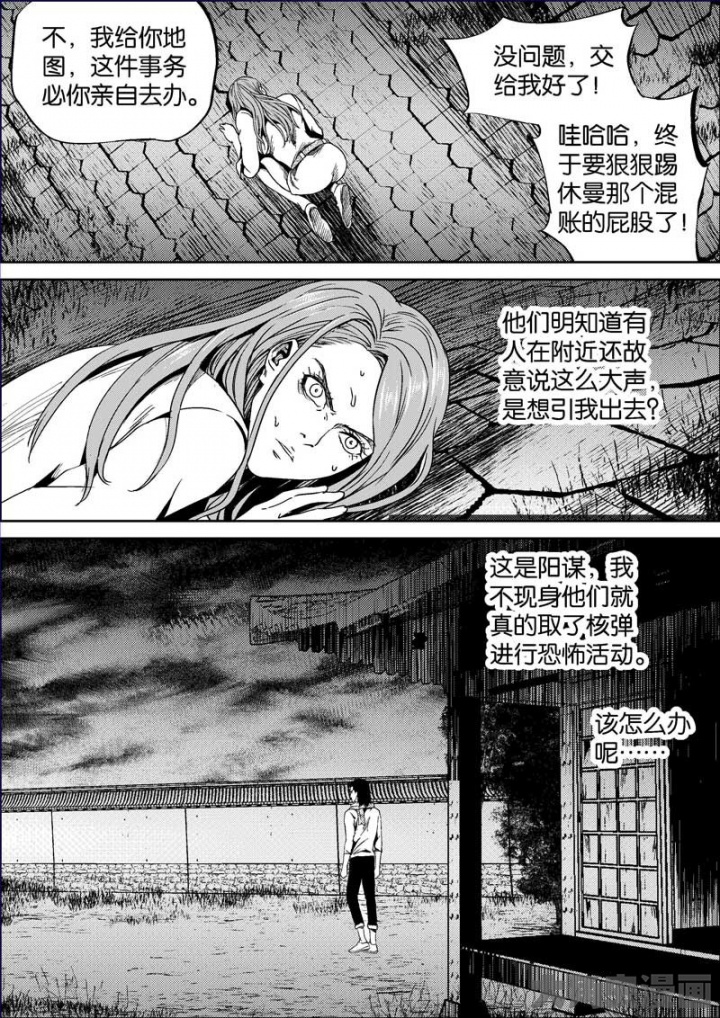 不，我给你地
图，这件事务
必你亲自去办。
没问题，交
给我好了！
哇哈哈，终
于要狠狠踢
休曼那个混
账的屁股了！
他们明知道有
人在附近还故
意说这么大声，
是想引我出去？
这是阳谋，我
不现身他们就
真的取了核弹
进行恐怖活动。
该怎么办
呢……
漫画